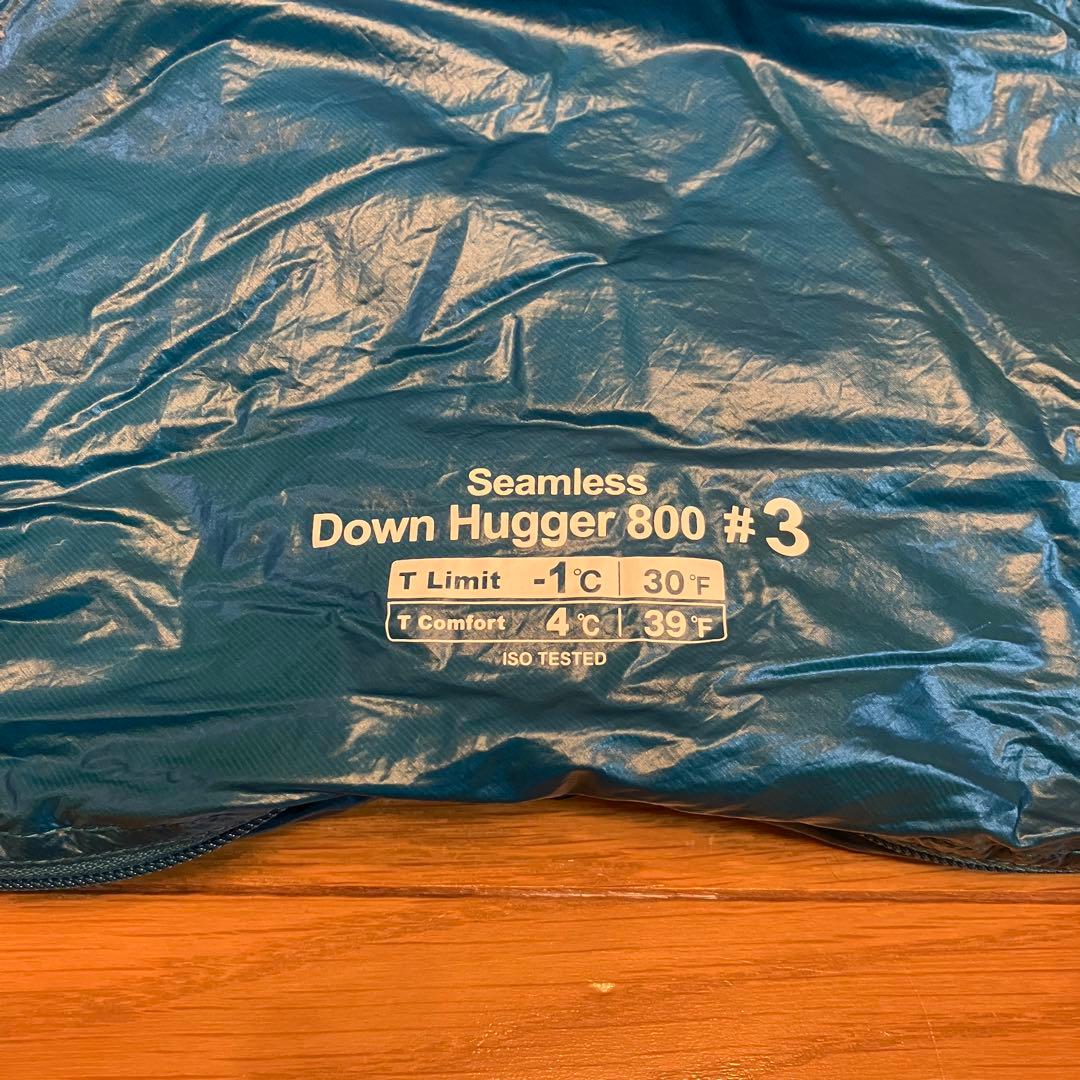 Seamless
Down Hugger 800 #3
T Limit -1°C | 30°F
T Comfort 4°C | 39°F
ISO TESTED